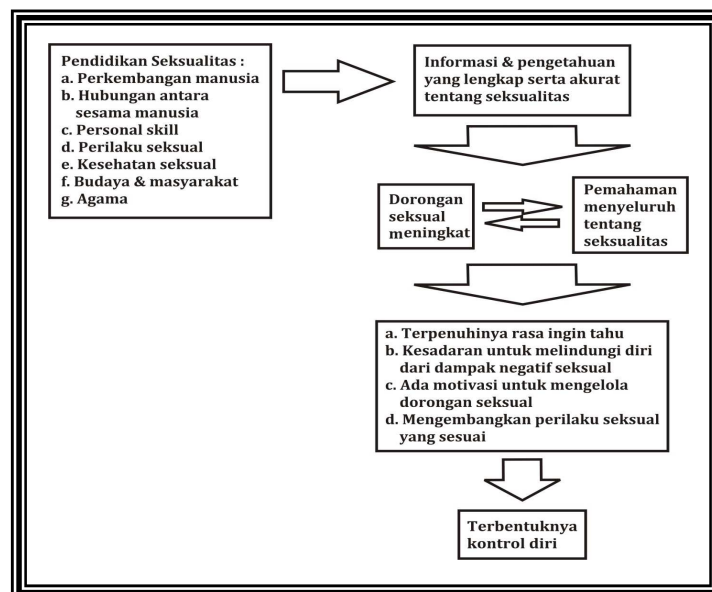 Pendidikan Seksualitas :
a. Perkembangan manusia
b. Hubungan antara
sesama manusia
c. Personal skill
d. Perilaku seksual
e. Kesehatan seksual
f. Budaya & masyarakat
g. Agama
Informasi & pengetahuan
yang lengkap serta akurat
tentang seksualitas
Dorongan
seksual
meningkat
Pemahaman
menyeluruh
tentang
seksualitas
a. Terpenuhinya rasa ingin tahu
b. Kesadaran untuk melindungi diri
dari dampak negatif seksual
c. Ada motivasi untuk mengelola
dorongan seksual
d. Mengembangkan perilaku seksual
yang sesuai
Terbentuknya
kontrol diri